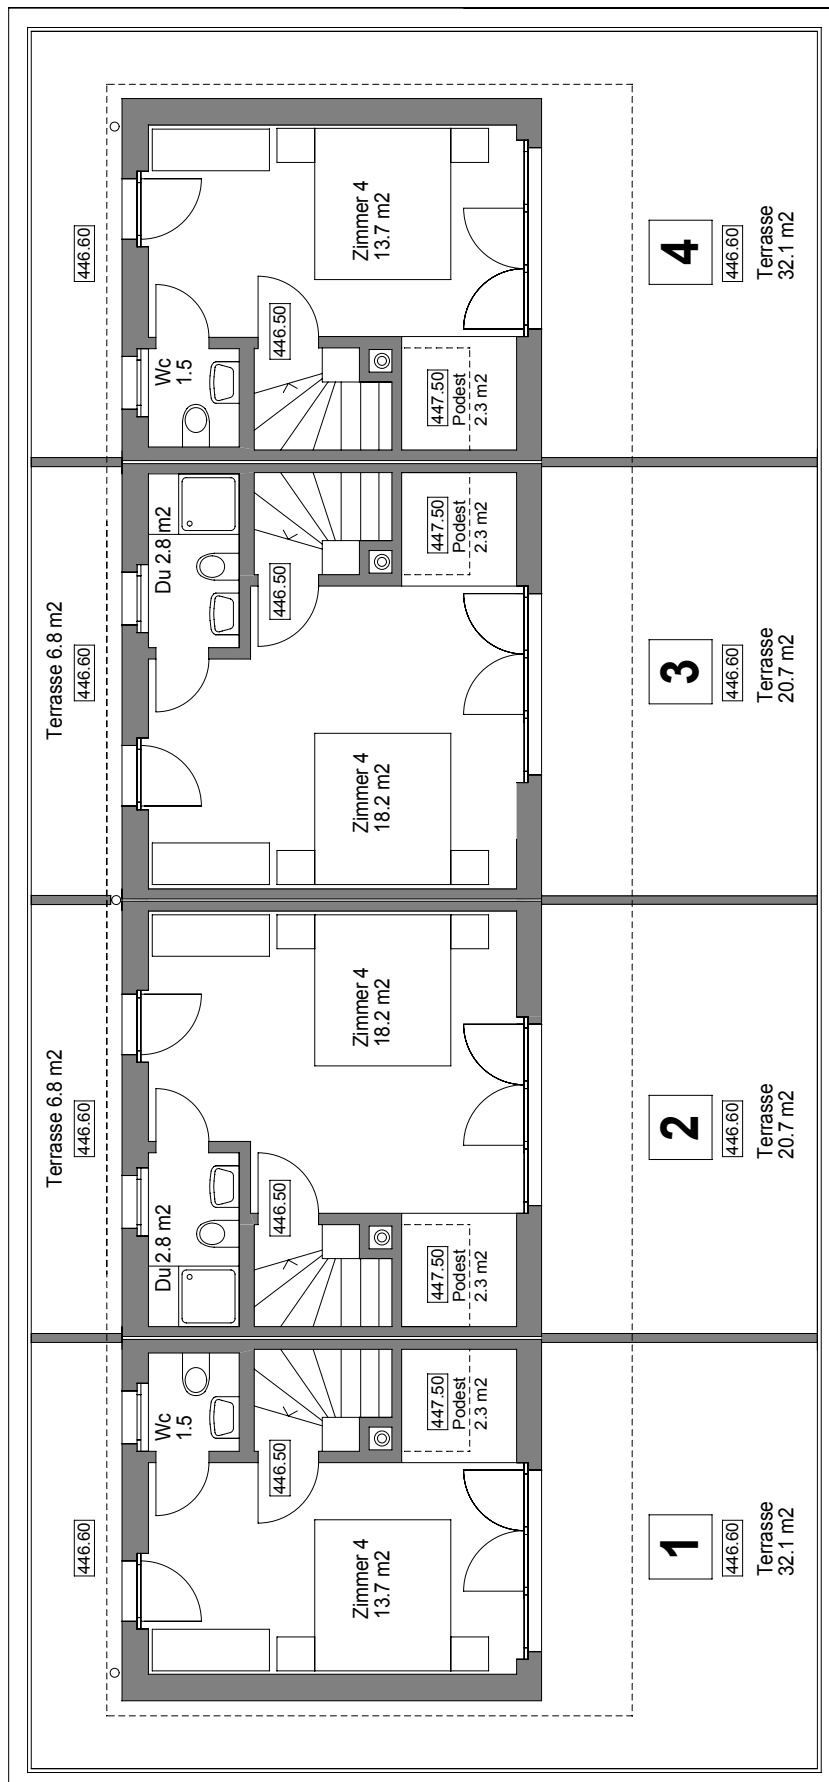 446.60
Wc
1.5
446.50
Zimmer 4
13.7 m2
447.50
Podest
2.3 m2
1
446.60
Terrasse
32.1 m2
Terrasse 6.8 m2
446.60
Du 2.8 m2
446.50
Zimmer 4
18.2 m2
447.50
Podest
2.3 m2
2
446.60
Terrasse
20.7 m2
Terrasse 6.8 m2
446.60
Du 2.8 m2
446.50
Zimmer 4
18.2 m2
447.50
Podest
2.3 m2
3
446.60
Terrasse
20.7 m2
446.60
Wc
1.5
446.50
Zimmer 4
13.7 m2
447.50
Podest
2.3 m2
4
446.60
Terrasse
32.1 m2